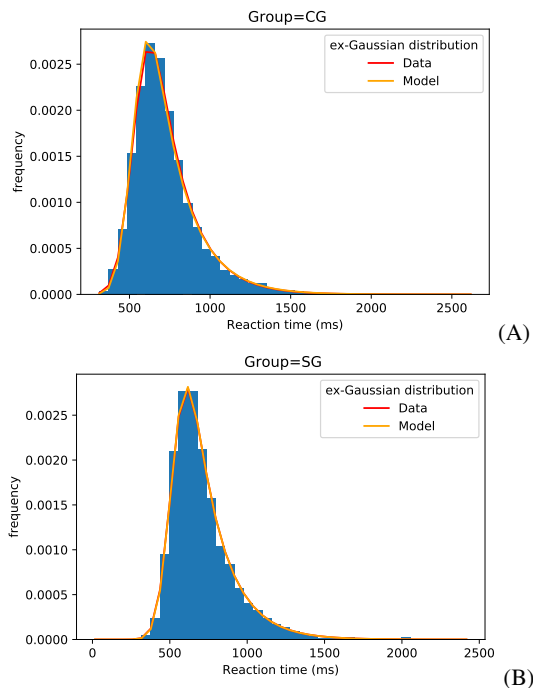 Group=CG
ex-Gaussian distribution
Data
Model
frequency
0.0025
0.0020
0.0015
0.0010
0.0005
0.0000
500 1000 1500 2000 2500
Reaction time (ms)
(A)
Group=SG
ex-Gaussian distribution
Data
Model
frequency
0.0025
0.0020
0.0015
0.0010
0.0005
0.0000
0 500 1000 1500 2000 2500
Reaction time (ms)
(B)